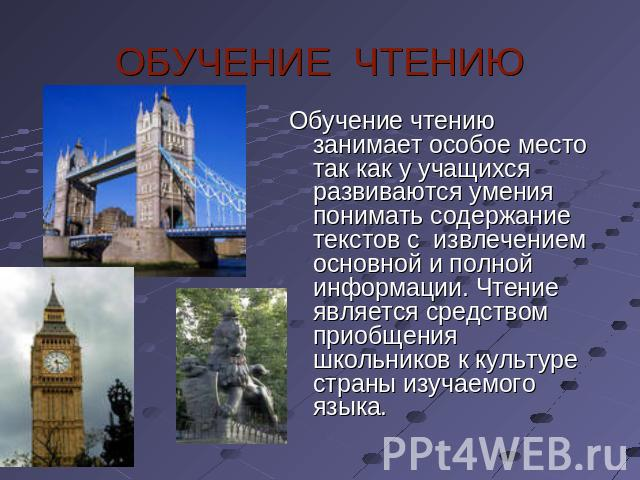 ОБУЧЕНИЕ ЧТЕНИЮ
Обучение чтению
занимает особое место
так как у учащихся
развиваются умения
понимать содержание
текстов с извлечением
основной и полной
информации. Чтение
является средством
приобщения
школьников к культуре
страны изучаемого
языка.
PPt4WEB.ru